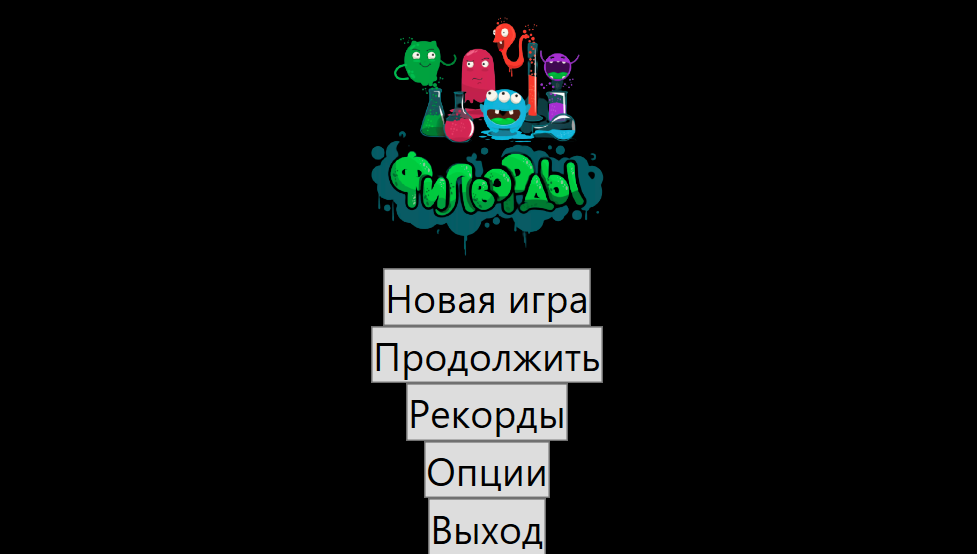 Филворды
Новая игра
Продолжить
Рекорды
Опции
Выход